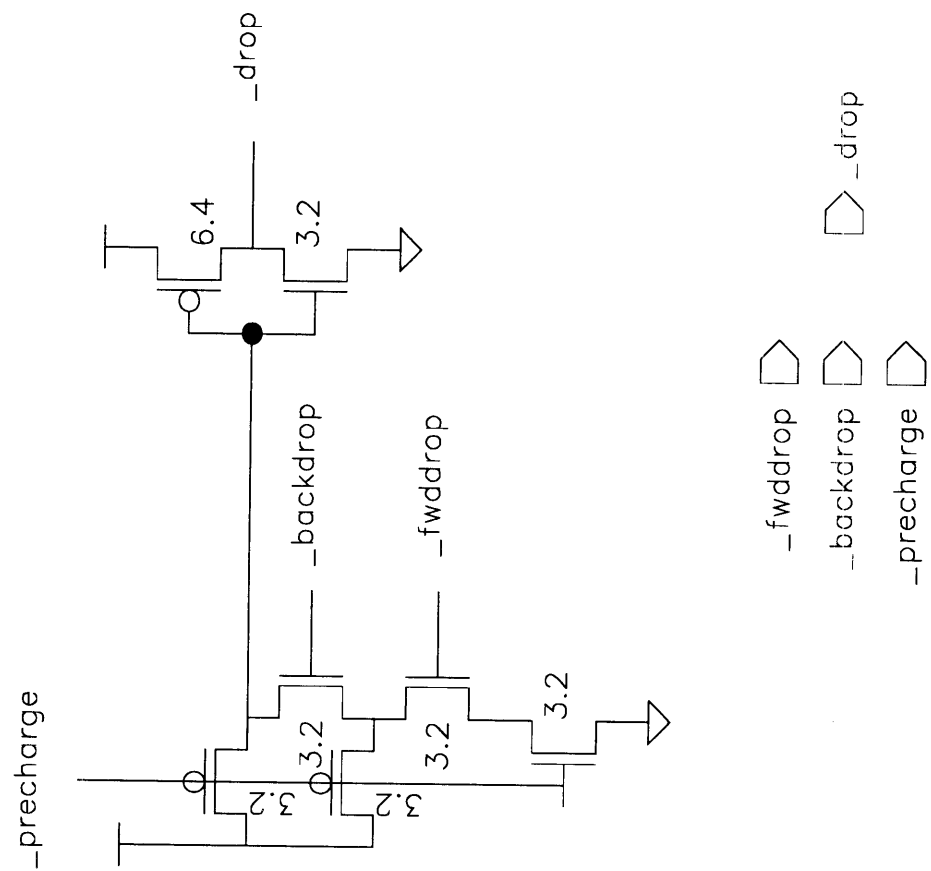 _precharge
_drop
6.4
3.2
_backdrop
_fwddrop
3.2
3.2
3.2
3.2
3.2
_drop
_fwddrop
_backdrop
_precharge